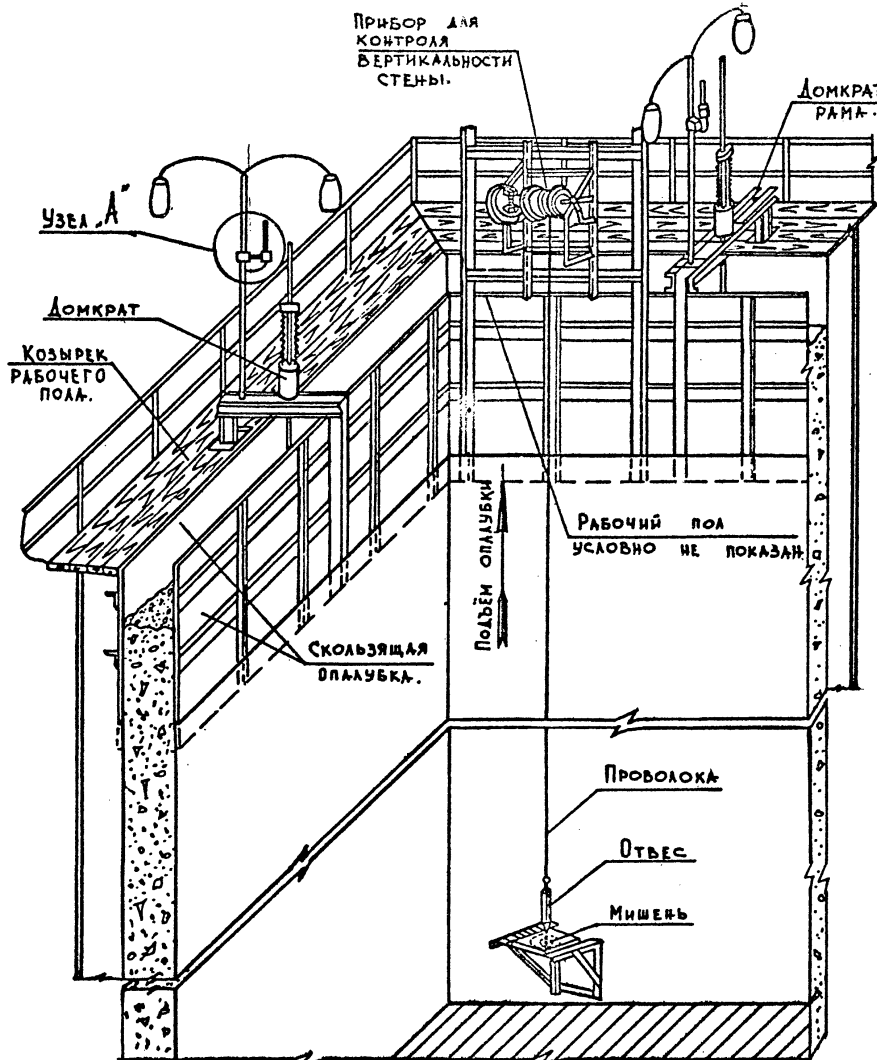 ПРИБОР ДЛЯ
КОНТРОЛЯ
ВЕРТИКАЛЬНОСТИ
СТЕНЫ.
ДОМКРАТ
РАМА.
УЗЕЛ „А"
ДОМКРАТ
КОЗЫРЕК
РАБОЧЕГО
ПОЛА.
ПОДЪЁМ ОПАЛУБКИ
РАБОЧИЙ ПОЛ
УСЛОВНО НЕ ПОКАЗАН
СКОЛЬЗЯЩАЯ
ОПАЛУБКА.
ПРОВОЛОКА
ОТВЕС
МИШЕНЬ